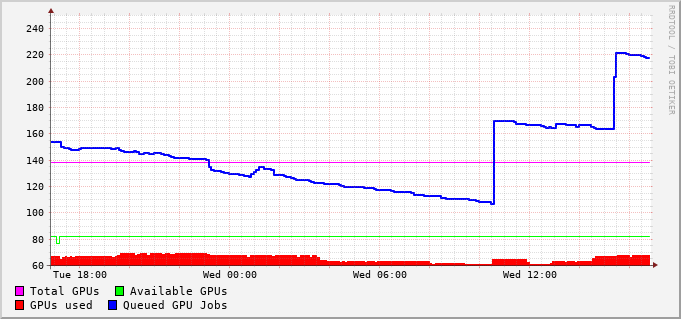 240
220
200
180
160
140
120
100
80
60
Tue 18:00 Wed 00:00 Wed 06:00 Wed 12:00
Total GPUs Available GPUs
GPUs used Queued GPU Jobs
RRDTOOL / TOBI OETIKER